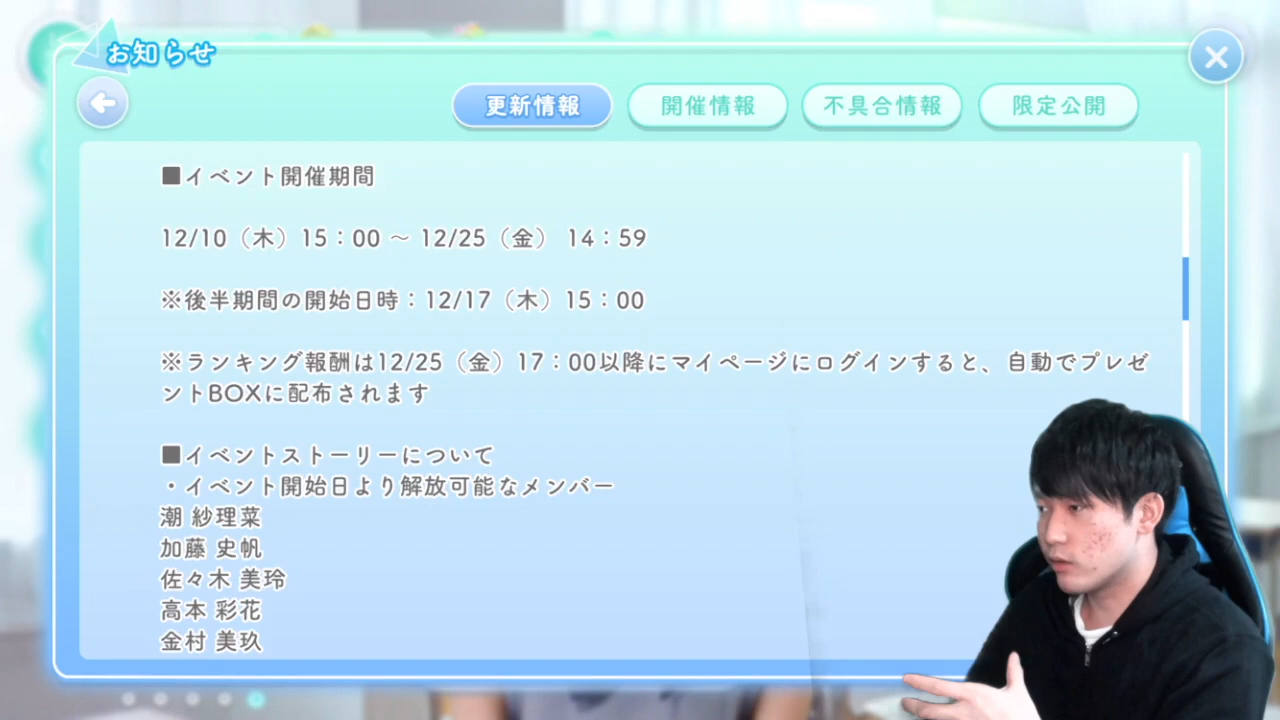 お知らせ
更新情報
開催情報
不具合情報
限定公開
■イベント開催期間
12/10（木）15：00 ～ 12/25（金） 14：59
※後半期間の開始日時：12/17（木）15：00
※ランキング報酬は12/25（金）17：00以降にマイページにログインすると、自動でプレゼ
ントBOXに配布されます
■イベントストーリーについて
・イベント開始日より解放可能なメンバー
潮 紗理菜
加藤 史帆
佐々木 美玲
高本 彩花
金村 美玖